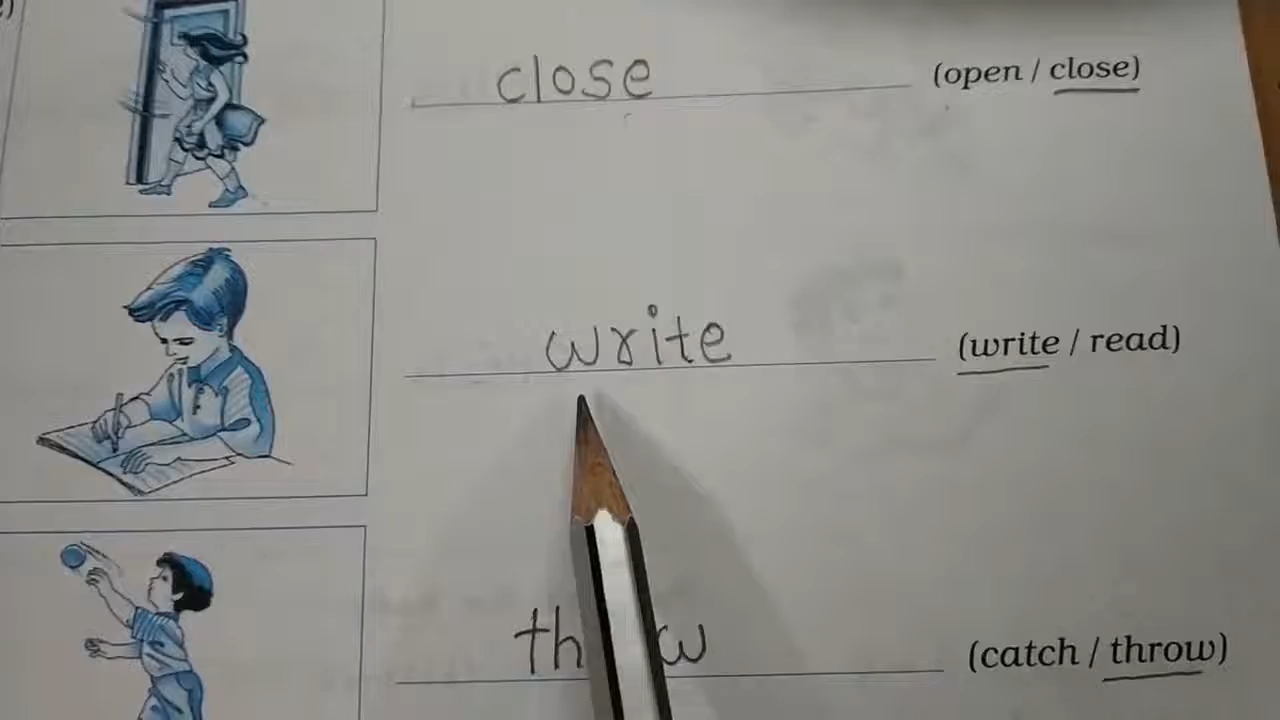 close (open / close)
write (write / read)
(catch / throw)